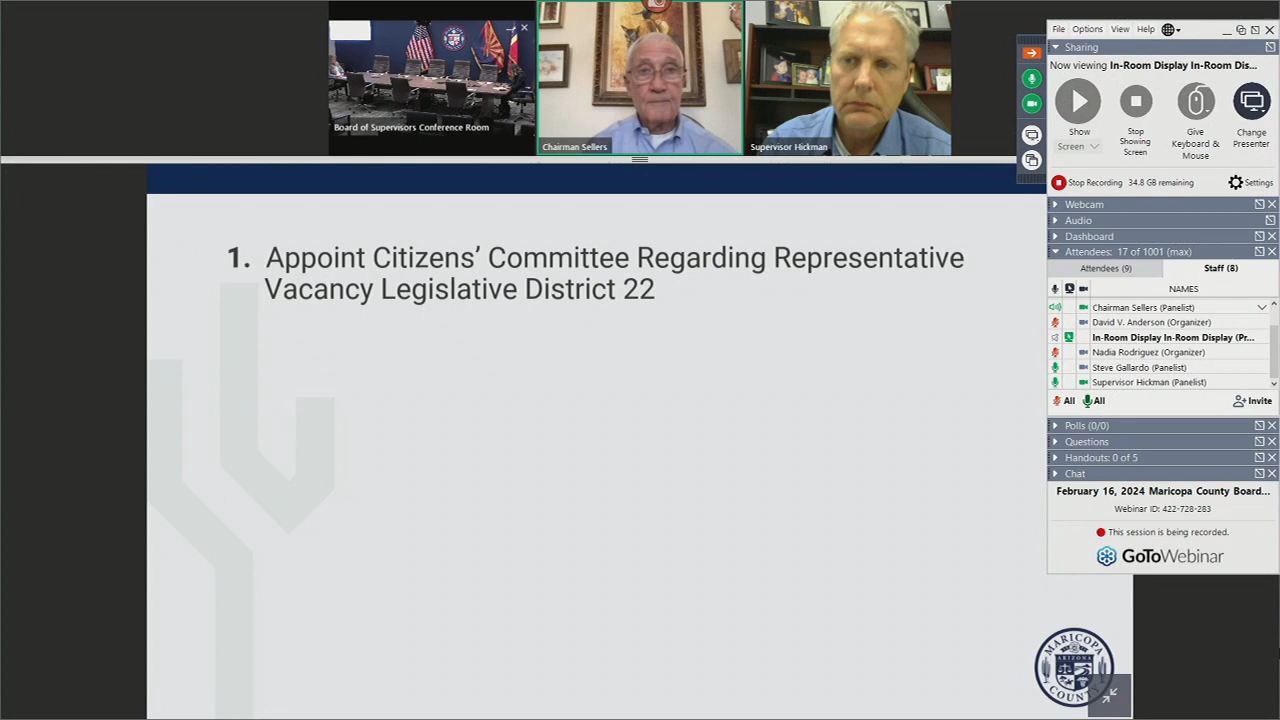 Board of Supervisors Conference Room
Chairman Sellers
Supervisor Hickman
File Options View Help
Sharing
Now viewing In-Room Display In-Room Dis...
Show
Screen
Stop
Showing
Screen
Give
Keyboard &
Mouse
Change
Presenter
Stop Recording 34.8 GB remaining
Settings
Webcam
Audio
Dashboard
Attendees: 17 of 1001 (max)
Attendees (9)
Staff (8)
NAMES
Chairman Sellers (Panelist)
David V. Anderson (Organizer)
In-Room Display In-Room Display (Pr...
Nadia Rodriguez (Organizer)
Steve Gallardo (Panelist)
Supervisor Hickman (Panelist)
All
All
Invite
Polls (0/0)
Questions
Handouts: 0 of 5
Chat
February 16, 2024 Maricopa County Board...
Webinar ID: 422-728-283
This session is being recorded.
GoToWebinar
1. Appoint Citizens’ Committee Regarding Representative
Vacancy Legislative District 22
MARICOPA
ARIZONA
COUNTY